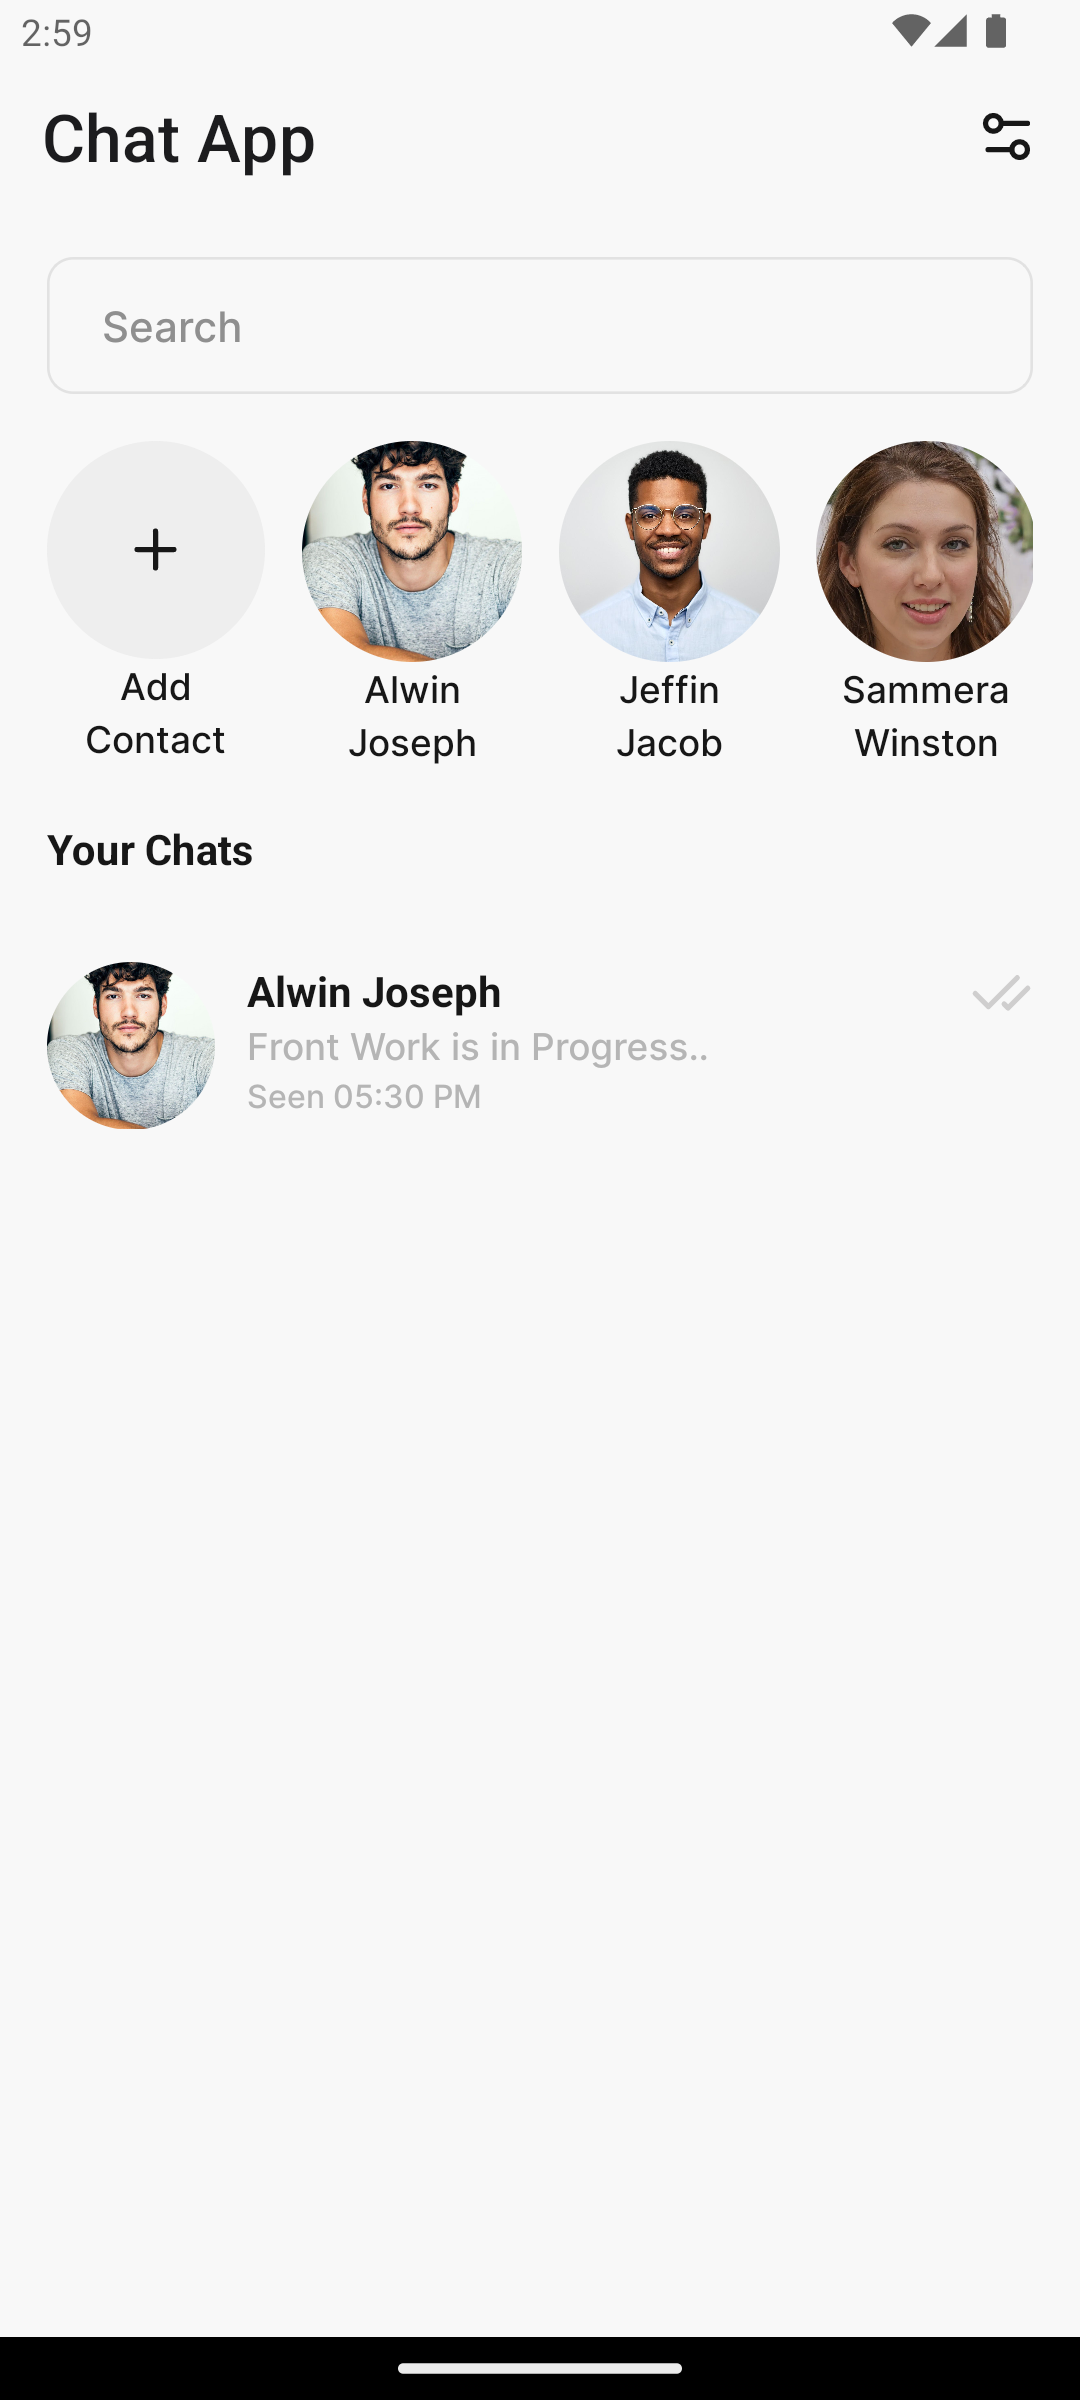 2:59
Chat App
Search
Add
Contact
Alwin
Joseph
Jeffin
Jacob
Sammera
Winston
Your Chats
Alwin Joseph
Front Work is in Progress..
Seen 05:30 PM